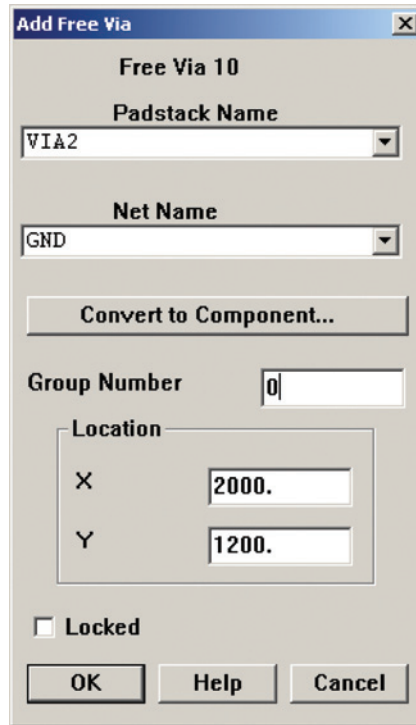 Add Free Via
Free Via 10
Padstack Name
VIA2
Net Name
GND
Convert to Component...
Group Number 0
Location
X 2000.
Y 1200.
Locked
OK Help Cancel